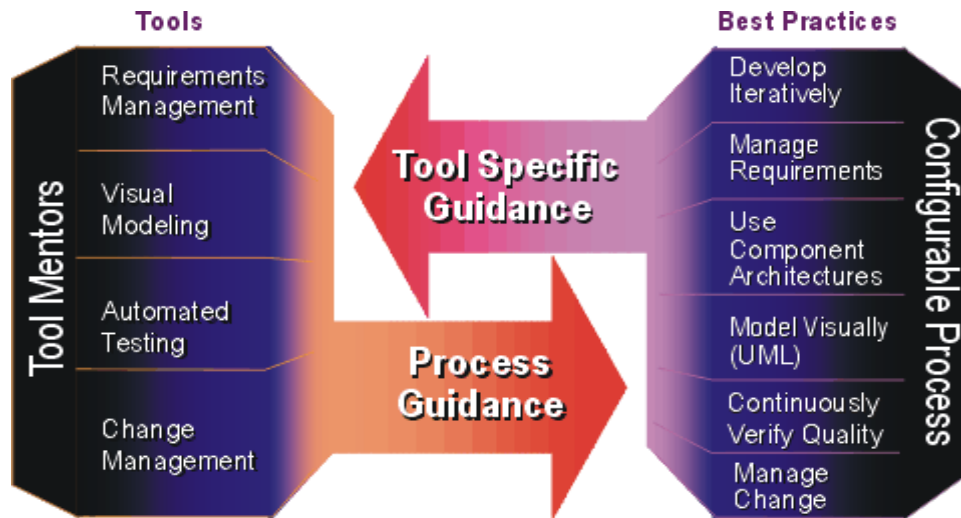 Tools
Best Practices
Tool Mentors
Requirements
Management
Visual
Modeling
Automated
Testing
Change
Management
Tool Specific
Guidance
Process
Guidance
Develop
Iteratively
Manage
Requirements
Use
Component
Architectures
Model Visually
(UML)
Continuously
Verify Quality
Manage
Change
Configurable Process